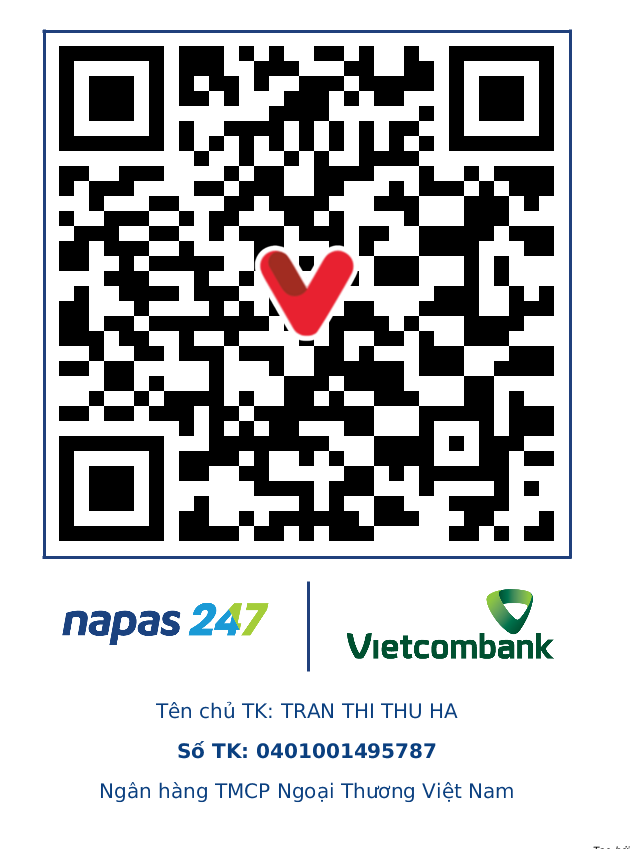 napas 247
Vietcombank
Tên chủ TK: TRAN THI THU HA
Số TK: 0401001495787
Ngân hàng TMCP Ngoại Thương Việt Nam